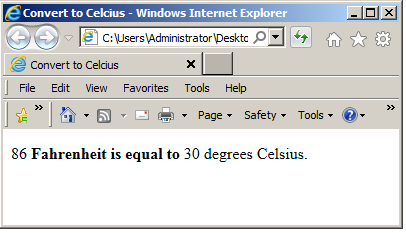 Convert to Celcius - Windows Internet Explorer
C:\Users\Administrator\Deskto
Convert to Celcius
File Edit View Favorites Tools Help
Page Safety Tools
86 Fahrenheit is equal to 30 degrees Celsius.